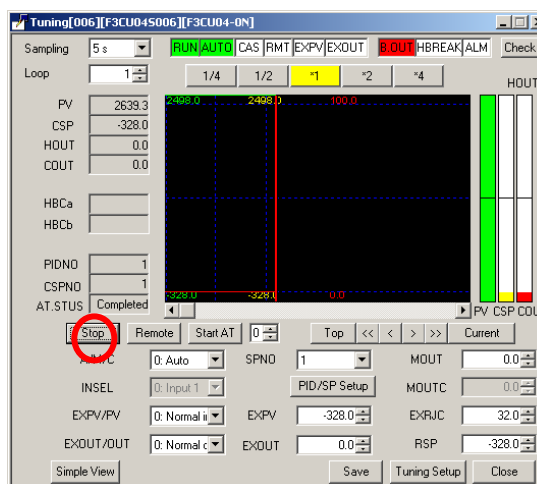 Tuning[006][F3CU04S006][F3CU04-0N]
Sampling 5 s RUN AUTO CAS RMT EXPV EXOUT B.OUT HBREAK ALM Check
Loop 1 1/4 1/2 *1 *2 *4 HOUT
PV 2639.3 2498.0 2498.0 100.0
CSP -328.0
HOUT 0.0
COUT 0.0
HBCa
HBCb
PIDNO 1
CSPNO 1 -328.0 -328.0 0.0
AT.STUS Completed PV CSP COU
Stop Remote Start AT 0 Top << < > >> Current
0: Auto SPNO 1 MOUT 0.0
INSEL 0: Input 1 PID/SP Setup MOUTC 0.0
EXPV/PV 0: Normal i EXPV -328.0 EXRJC 32.0
EXOUT/OUT 0: Normal c EXOUT 0.0 RSP -328.0
Simple View Save Tuning Setup Close